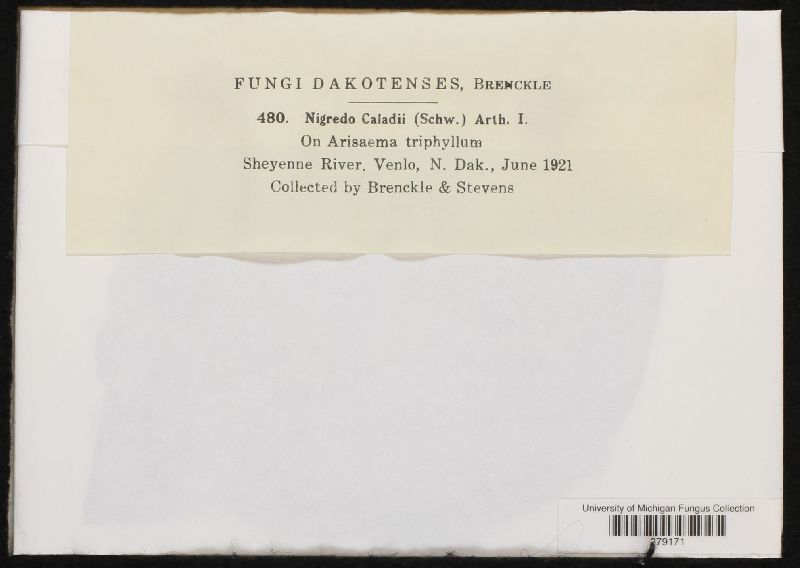 FUNGI DAKOTENSES, BRENCKLE
480. Nigredo Caladii (Schw.) Arth. I.
On Arisaema triphyllum
Sheyenne River, Venlo, N. Dak., June 1921
Collected by Brenckle & Stevens
University of Michigan Fungus Collection
379171